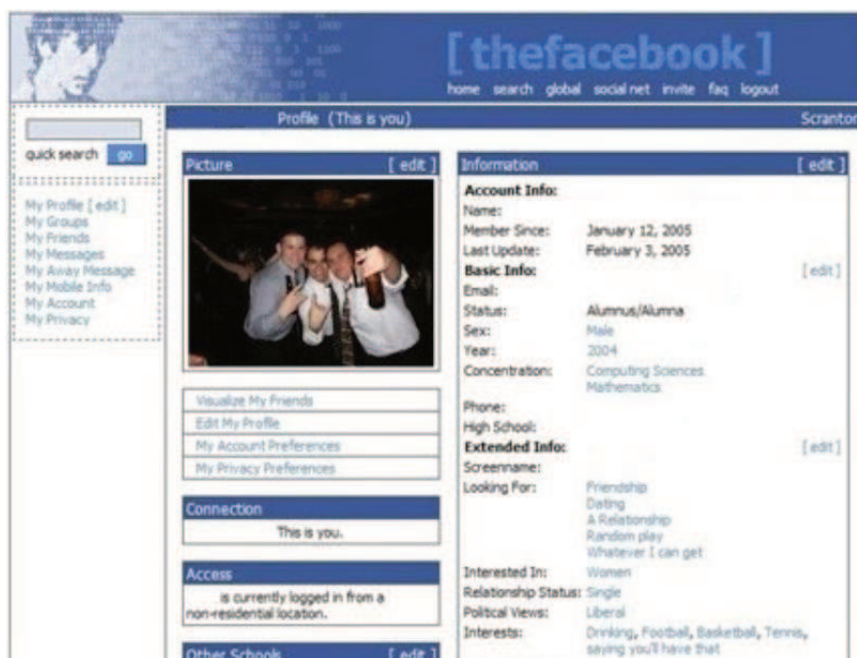 [ thefacebook ]
home search global social net invite faq logout
quick search go
My Profile [ edit ]
My Groups
My Friends
My Messages
My Away Message
My Mobile Info
My Account
My Privacy
Profile (This is you) Scranton
Picture [ edit ]
Visualize My Friends
Edit My Profile
My Account Preferences
My Privacy Preferences
Connection
This is you.
Access
is currently logged in from a
non-residential location.
Other Schools [ edit ]
Information [ edit ]
Account Info:
Name:
Member Since: January 12, 2005
Last Update: February 3, 2005
Basic Info: [ edit ]
Email:
Status: Alumnus/Alumna
Sex: Male
Year: 2004
Concentration: Computing Sciences
Mathematics
Phone:
High School:
Extended Info: [ edit ]
Screenname:
Looking For: Friendship
Dating
A Relationship
Random play
Whatever I can get
Interested In: Women
Relationship Status: Single
Political Views: Liberal
Interests: Drinking, Football, Basketball, Tennis,
saying you'll have that